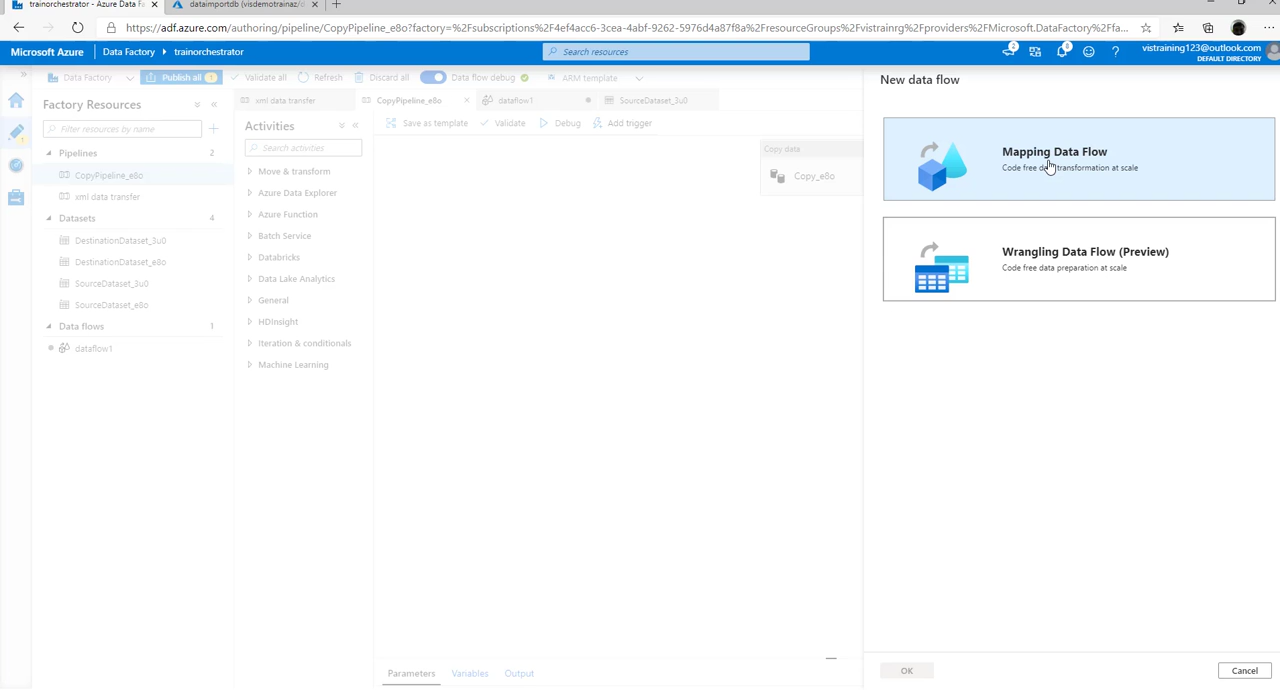 trainorchestrator - Azure Data Fa
dataimportdb (visdemotrainaz/d
https://adf.azure.com/authoring/pipeline/CopyPipeline_e8o?factory=%2Fsubscriptions%2F4ef4acc6-3cea-4abf-9262-5976d4a87f8a%2FresourceGroups%2Fvistrainrg%2Fproviders%2FMicrosoft.DataFactory%2Ffa...
Microsoft Azure
Data Factory
trainorchestrator
Search resources
2
8
vistraining123@outlook.com
DEFAULT DIRECTORY
Data Factory
Publish all 1
Validate all
Refresh
Discard all
Data flow debug
ARM template
Factory Resources
Filter resources by name
Pipelines 2
CopyPipeline_e8o
xml data transfer
Datasets 4
DestinationDataset_3u0
DestinationDataset_e8o
SourceDataset_3u0
SourceDataset_e8o
Data flows 1
dataflow1
xml data transfer
CopyPipeline_e8o
dataflow1
SourceDataset_3u0
Activities
Search activities
Move & transform
Azure Data Explorer
Azure Function
Batch Service
Databricks
Data Lake Analytics
General
HDInsight
Iteration & conditionals
Machine Learning
Save as template
Validate
Debug
Add trigger
Copy data
Copy_e8o
Parameters
Variables
Output
New data flow
Mapping Data Flow
Code free data transformation at scale
Wrangling Data Flow (Preview)
Code free data preparation at scale
OK
Cancel